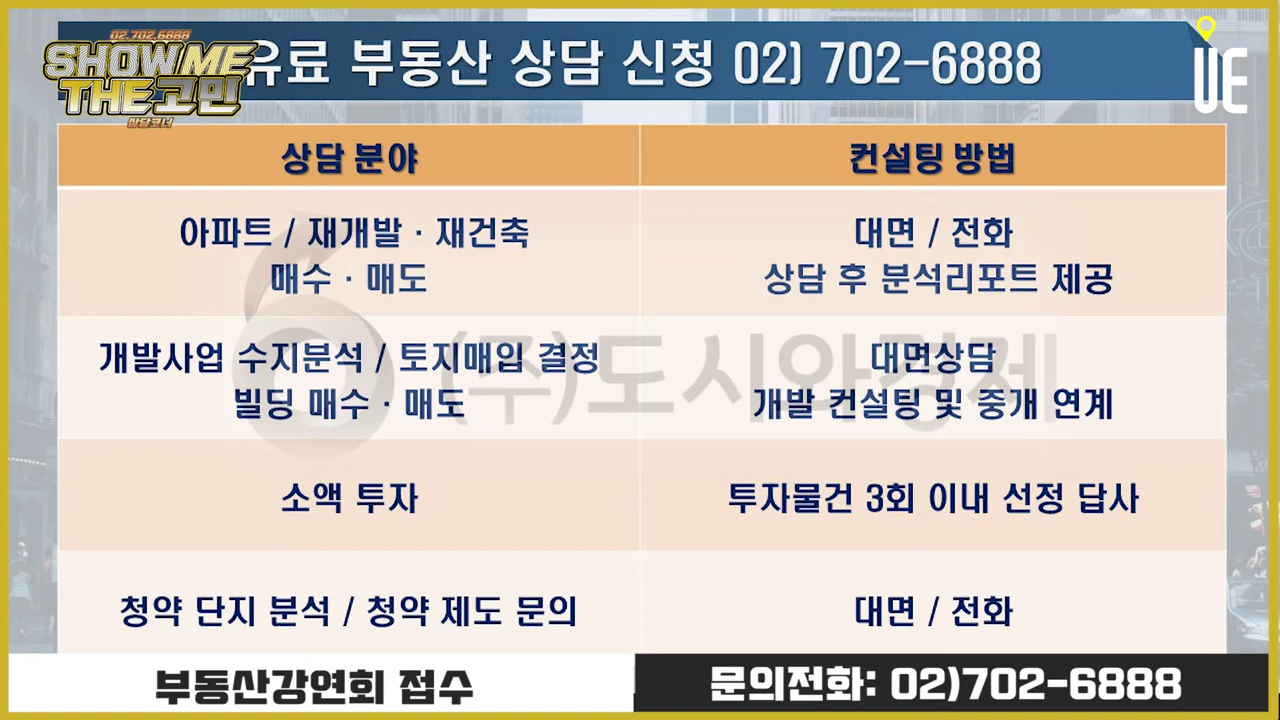 02.702.6888
SHOW ME
THE 고민
상담코너
유료 부동산 상담 신청 02) 702-6888
UE
상담 분야
컨설팅 방법
아파트 / 재개발 · 재건축
매수 · 매도
대면 / 전화
상담 후 분석리포트 제공
개발사업 수지분석 / 토지매입 결정
빌딩 매수 · 매도
대면상담
개발 컨설팅 및 중개 연계
(주)도시와경제
소액 투자
투자물건 3회 이내 선정 답사
청약 단지 분석 / 청약 제도 문의
대면 / 전화
부동산강연회 접수
문의전화: 02)702-6888